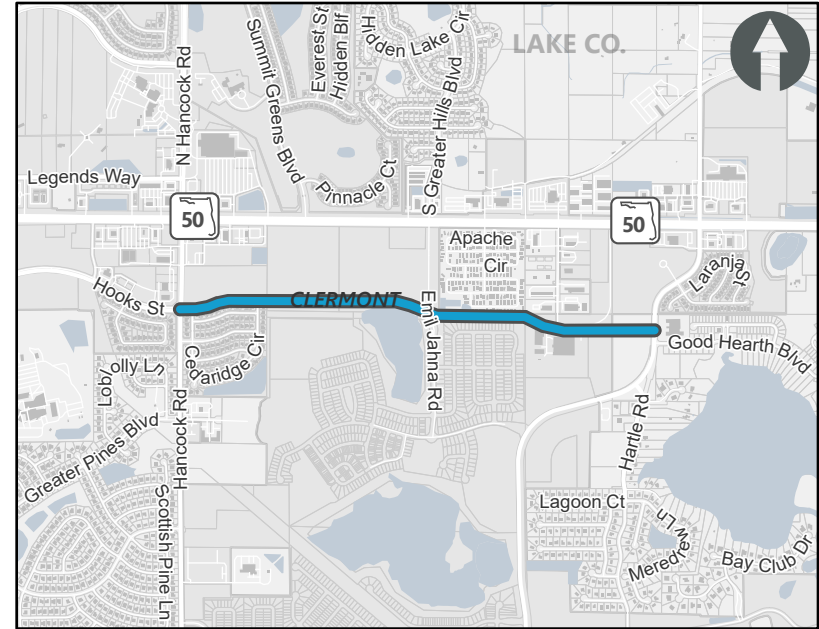 LAKE CO.
N Hancock Rd
Summit Greens Blvd
Everest St
Hidden Blf
Hidden Lake Cir
S Greater Hills Blvd
Legends Way
Pinnacle Ct
50
50
Apache
Cir
Laranja St
Hooks St
CLERMONT
Emil Jahna Rd
Good Hearth Blvd
Loblolly Ln
Cedaridge Cir
Hancock Rd
Hartle Rd
Greater Pines Blvd
Scottish Pine Ln
Lagoon Ct
Meredrew Ln
Bay Club Dr